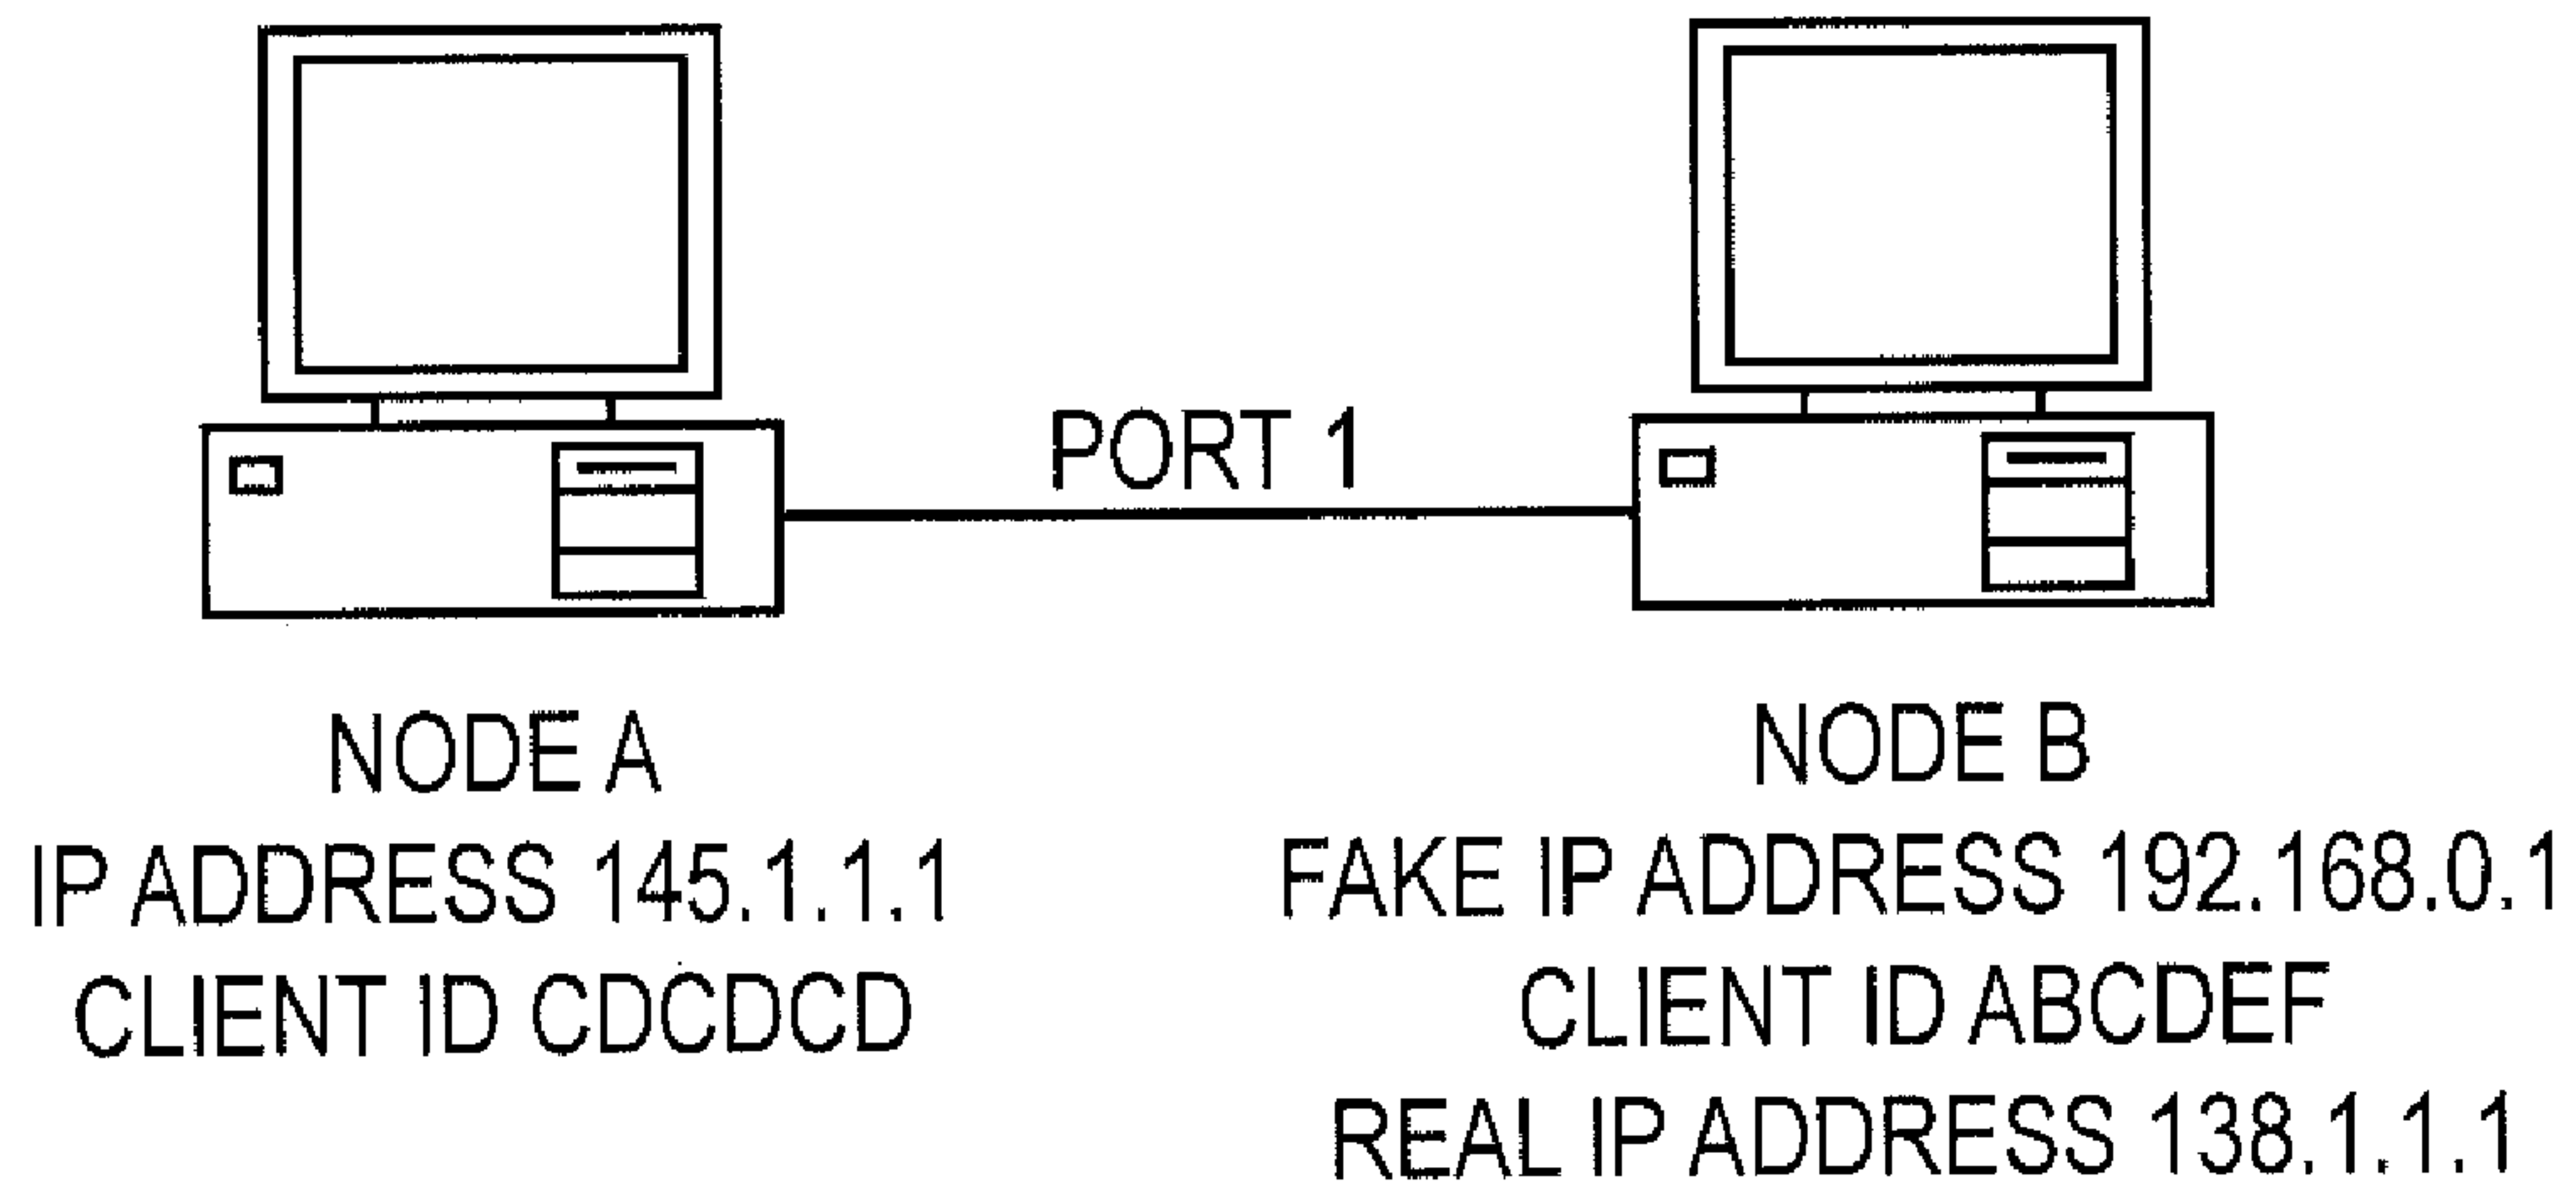 PORT 1
NODE A
IP ADDRESS 145.1.1.1
CLIENT ID CDCDCD
NODE B
FAKE IP ADDRESS 192.168.0.1
CLIENT ID ABCDEF
REAL IP ADDRESS 138.1.1.1